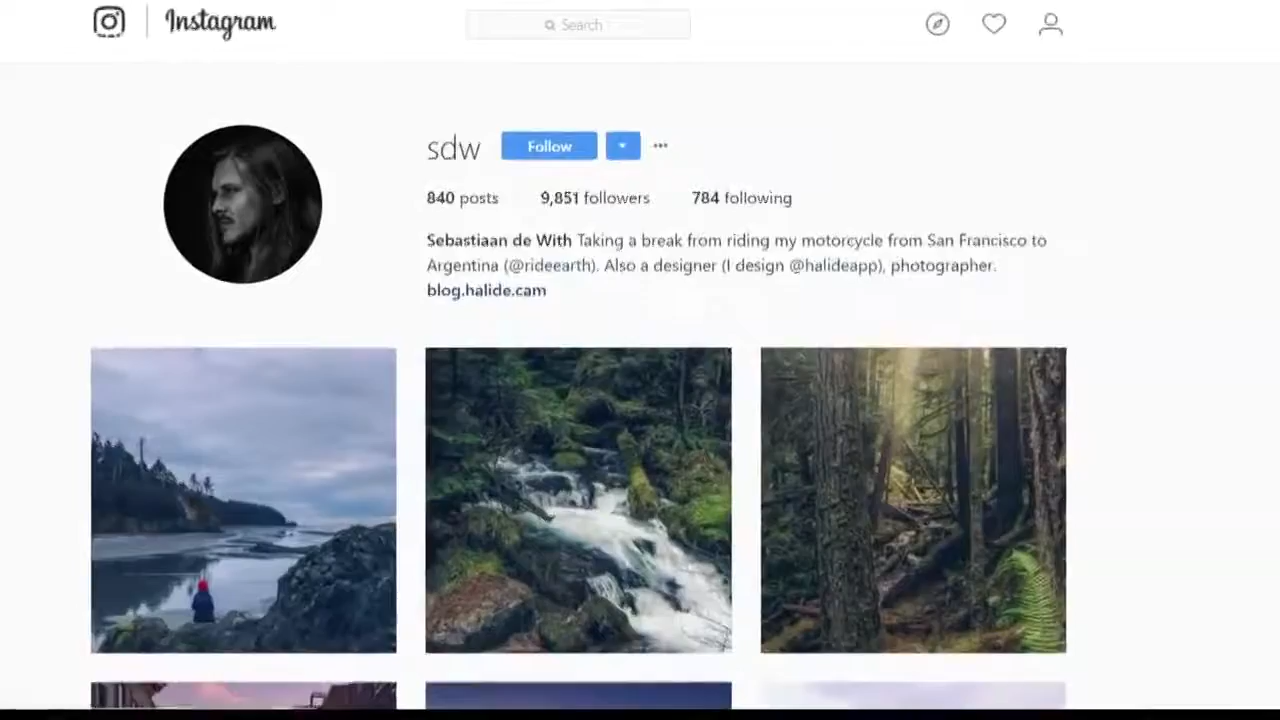 Instagram
Search
sdw
Follow
840 posts 9,851 followers 784 following
Sebastiaan de With Taking a break from riding my motorcycle from San Francisco to
Argentina (@rideearth). Also a designer (I design @halideapp), photographer.
blog.halide.cam